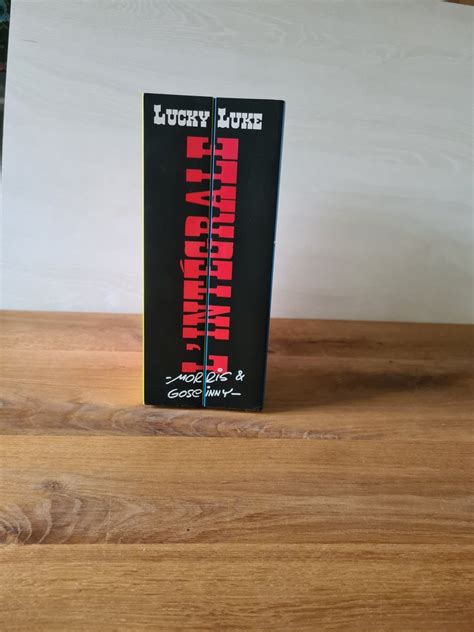 LUCKY LUKE
L'INTÉGRALE
–MORRIS &
GOSCINNY–